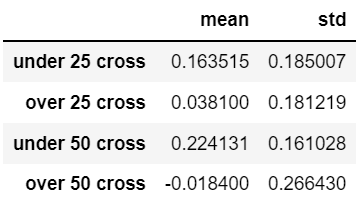 mean std
under 25 cross 0.163515 0.185007
over 25 cross 0.038100 0.181219
under 50 cross 0.224131 0.161028
over 50 cross -0.018400 0.266430